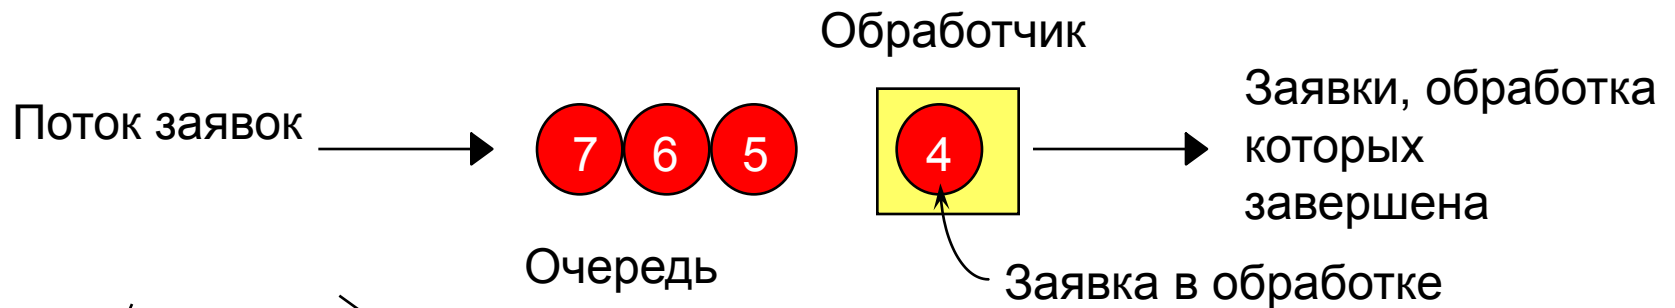 Обработчик
Поток заявок
7 6 5
4
Заявки, обработка
которых
завершена
Очередь
Заявка в обработке